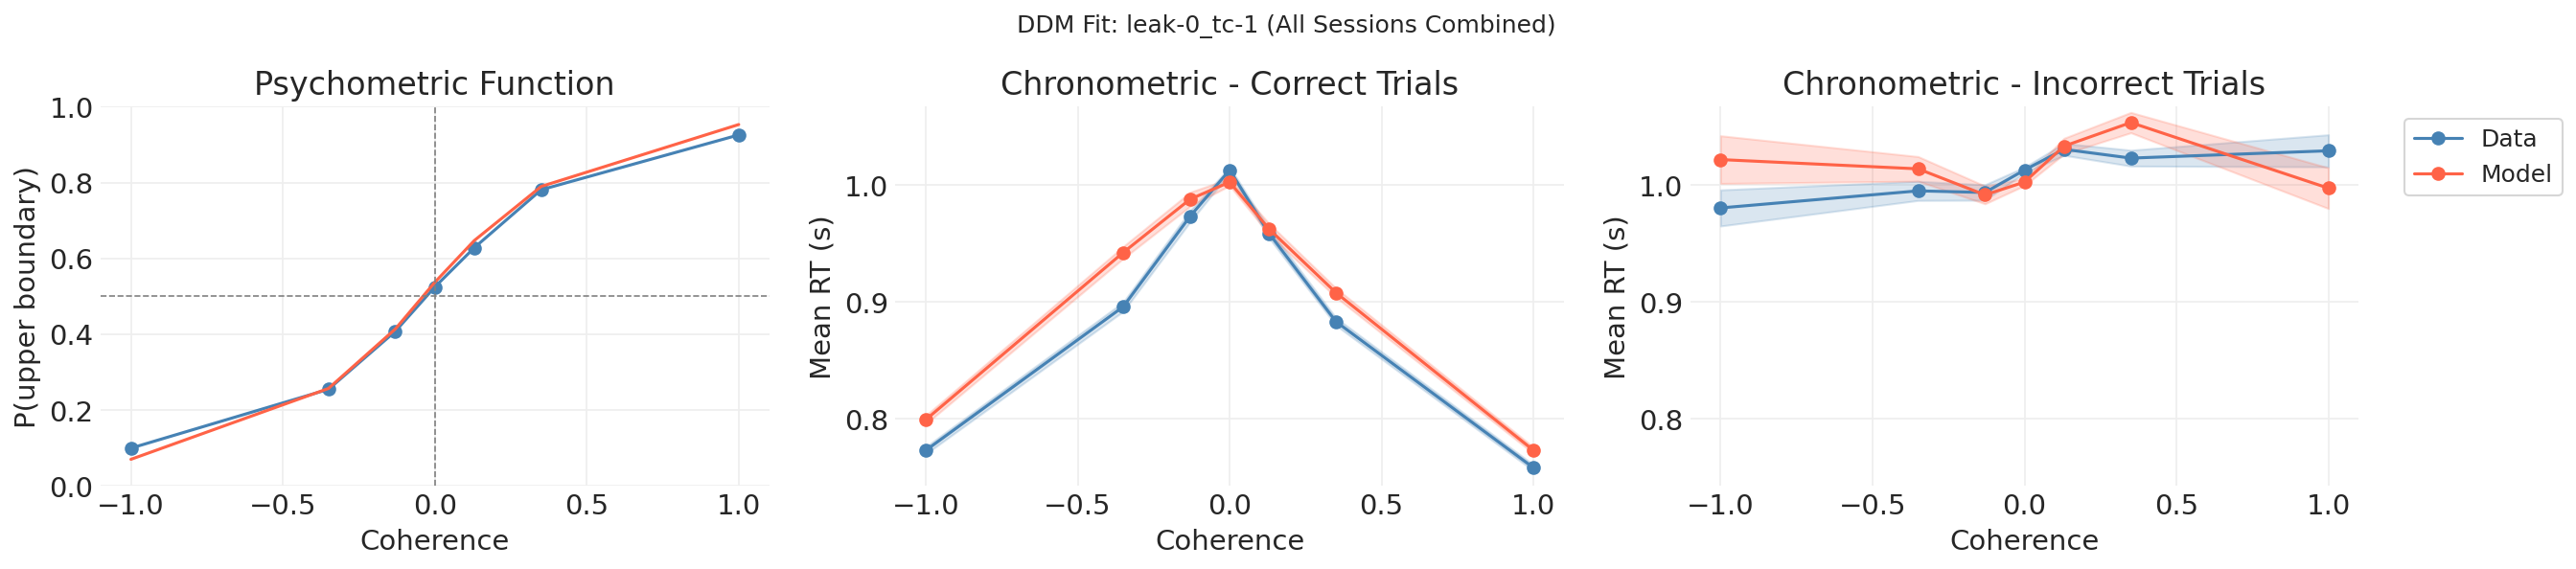 DDM Fit: leak-0_tc-1 (All Sessions Combined)
Psychometric Function
P(upper boundary)
1.0
0.8
0.6
0.4
0.2
0.0
−1.0 −0.5 0.0 0.5 1.0
Coherence
Chronometric - Correct Trials
Mean RT (s)
1.0
0.9
0.8
−1.0 −0.5 0.0 0.5 1.0
Coherence
Chronometric - Incorrect Trials
Mean RT (s)
1.0
0.9
0.8
−1.0 −0.5 0.0 0.5 1.0
Coherence
Data
Model